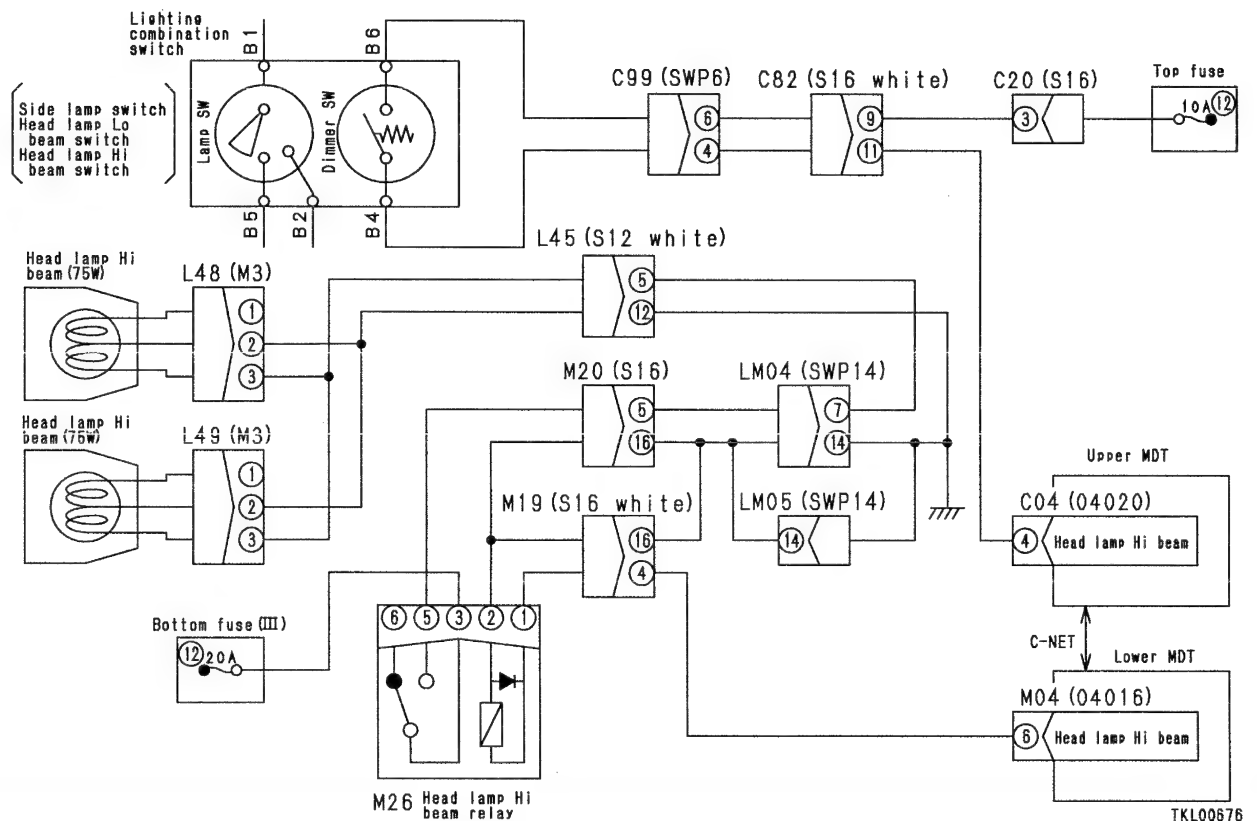 Lighting
combination
switch
B1
B6
Side lamp switch
Head lamp Lo
beam switch
Head lamp Hi
beam switch
Lamp SW
Dimmer SW
B5
B2
B4
C99 (SWP6)
6
4
C82 (S16 white)
9
11
C20 (S16)
3
Top fuse
10A 12
Head lamp Hi
beam (75W)
L48 (M3)
1
2
3
L45 (S12 white)
5
12
Head lamp Hi
beam (75W)
L49 (M3)
1
2
3
M20 (S16)
5
16
LM04 (SWP14)
7
14
M19 (S16 white)
16
4
LM05 (SWP14)
14
Upper MDT
C04 (04020)
4 Head lamp Hi beam
C-NET
Lower MDT
M04 (04016)
6 Head lamp Hi beam
Bottom fuse (III)
12 20A
6 5 3 2 1
M26 Head lamp Hi
beam relay
TKL00676